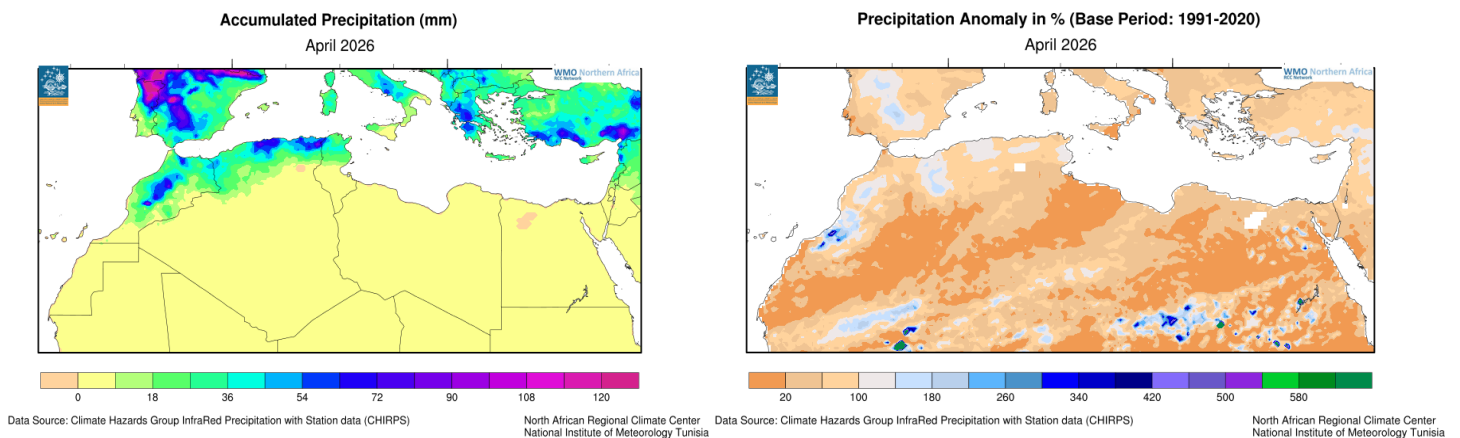 Accumulated Precipitation (mm)
April 2026
WMO Northern Africa
RCC Network
0 18 36 54 72 90 108 120
Data Source: Climate Hazards Group InfraRed Precipitation with Station data (CHIRPS)
North African Regional Climate Center
National Institute of Meteorology Tunisia
Precipitation Anomaly in % (Base Period: 1991-2020)
April 2026
WMO Northern Africa
RCC Network
20 100 180 260 340 420 500 580
Data Source: Climate Hazards Group InfraRed Precipitation with Station data (CHIRPS)
North African Regional Climate Center
National Institute of Meteorology Tunisia